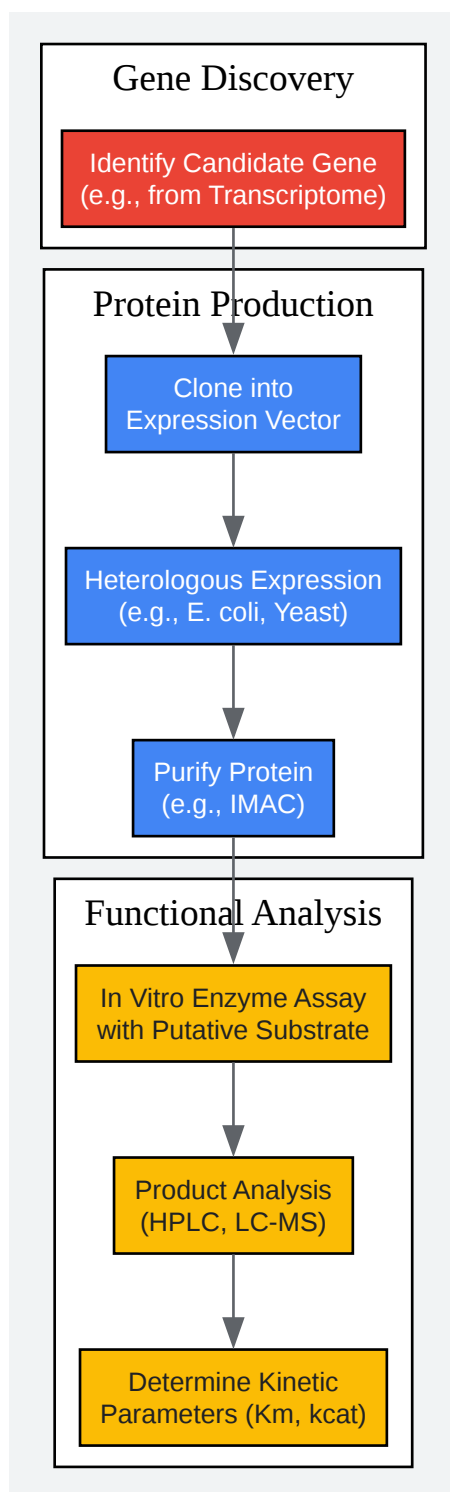 Gene Discovery
Identify Candidate Gene
(e.g., from Transcriptome)
Protein Production
Clone into
Expression Vector
Heterologous Expression
(e.g., E. coli, Yeast)
Purify Protein
(e.g., IMAC)
Functional Analysis
In Vitro Enzyme Assay
with Putative Substrate
Product Analysis
(HPLC, LC-MS)
Determine Kinetic
Parameters (Km, kcat)